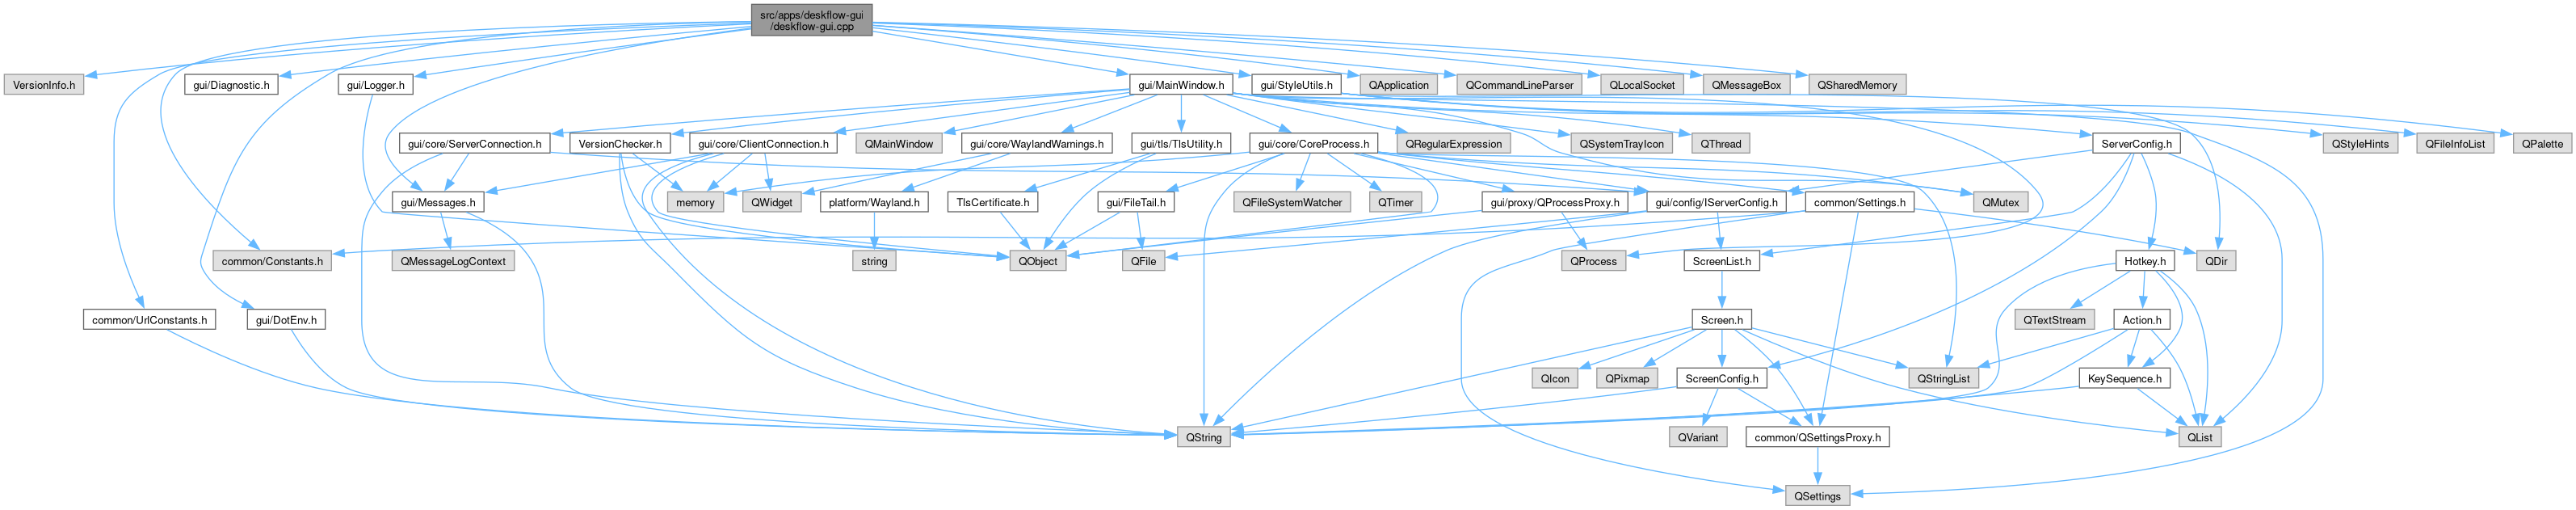 src/apps/deskflow-gui
/deskflow-gui.cpp
VersionInfo.h
gui/Diagnostic.h
gui/Logger.h
gui/MainWindow.h
gui/StyleUtils.h
QApplication
QCommandLineParser
QLocalSocket
QMessageBox
QSharedMemory
gui/core/ServerConnection.h
VersionChecker.h
gui/core/ClientConnection.h
QMainWindow
gui/core/WaylandWarnings.h
gui/tls/TlsUtility.h
gui/core/CoreProcess.h
QRegularExpression
QSystemTrayIcon
QThread
ServerConfig.h
QStyleHints
QFileInfoList
QPalette
gui/Messages.h
memory
QWidget
platform/Wayland.h
TlsCertificate.h
gui/FileTail.h
QFileSystemWatcher
QTimer
gui/proxy/QProcessProxy.h
gui/config/IServerConfig.h
common/Settings.h
QMutex
common/Constants.h
QMessageLogContext
string
QObject
QFile
QProcess
ScreenList.h
Hotkey.h
QDir
common/UrlConstants.h
gui/DotEnv.h
Screen.h
QTextStream
Action.h
QIcon
QPixmap
ScreenConfig.h
QStringList
KeySequence.h
QString
QVariant
common/QSettingsProxy.h
QList
QSettings